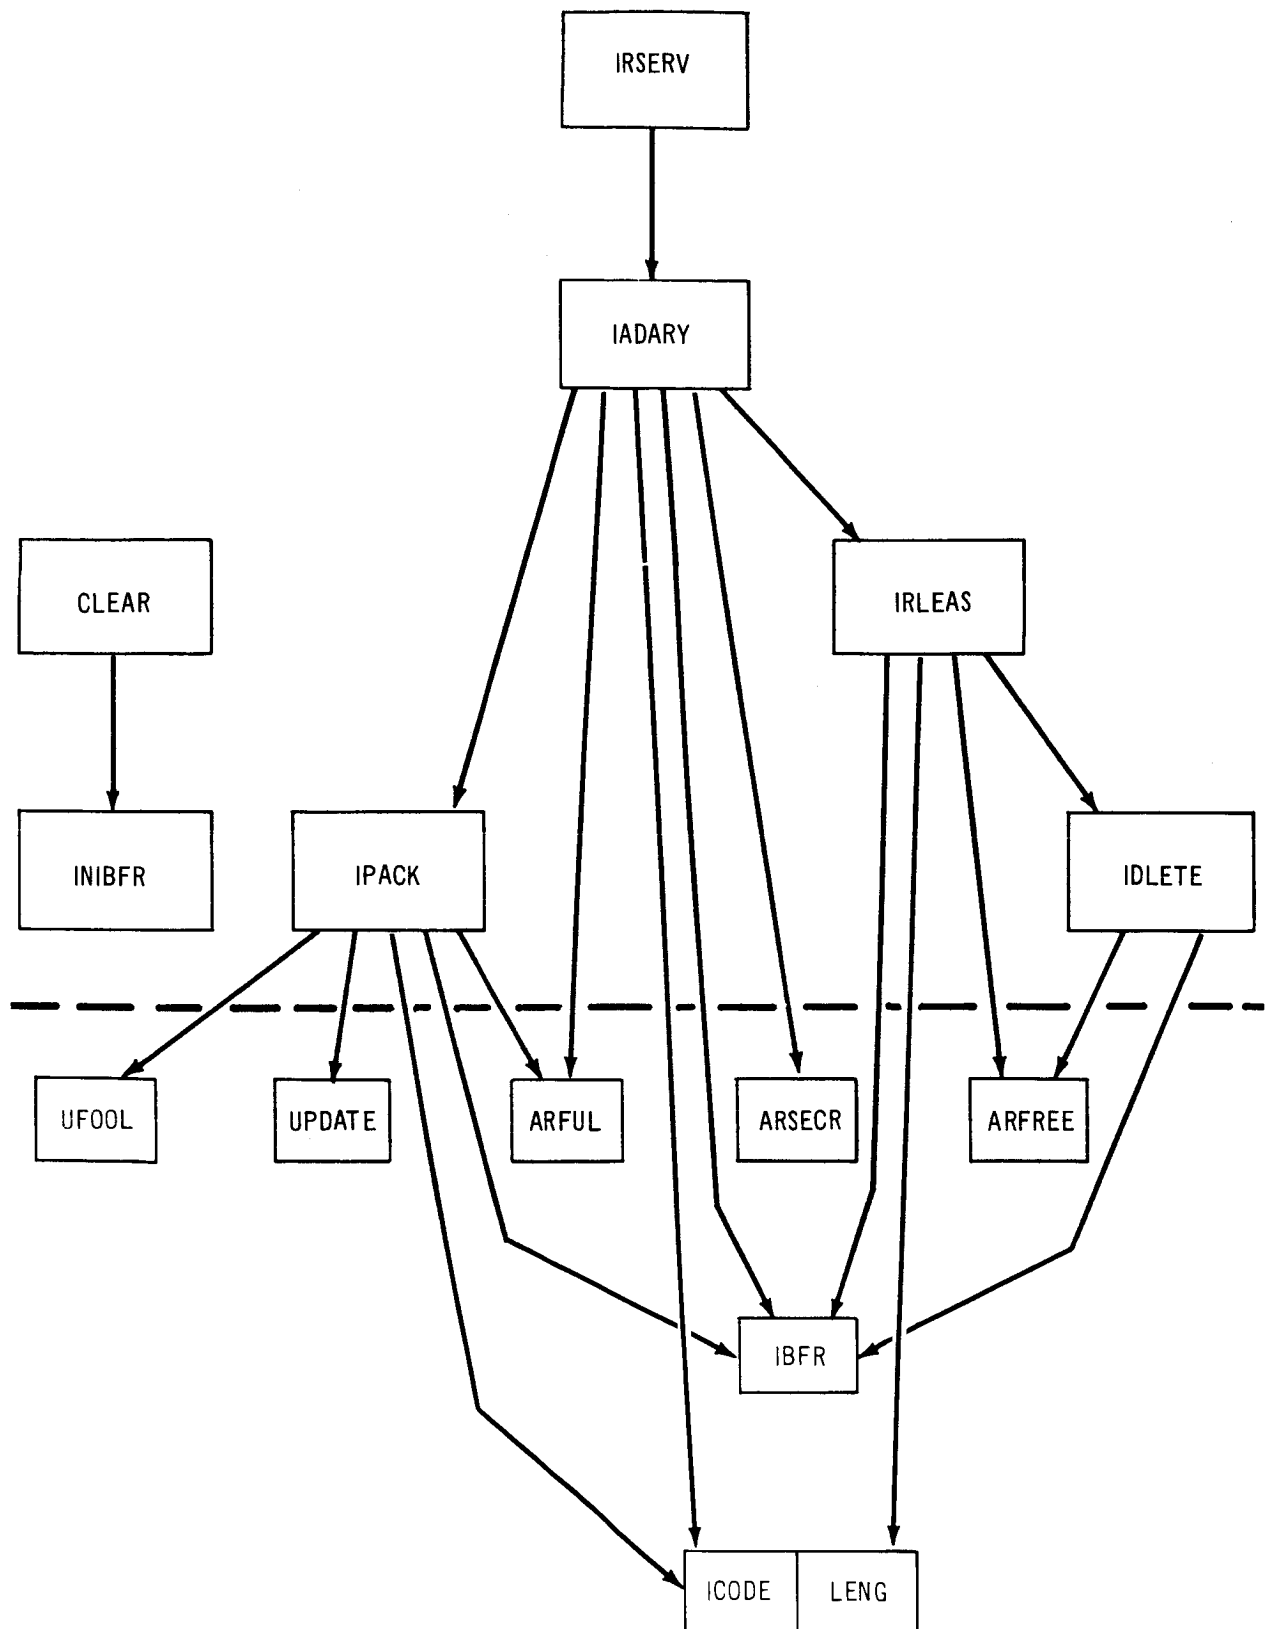 IRSERV
IADARY
CLEAR
IRLEAS
INIBFR
IPACK
IDLETE
UFOOL
UPDATE
ARFUL
ARSECR
ARFREE
IBFR
ICODE
LENG